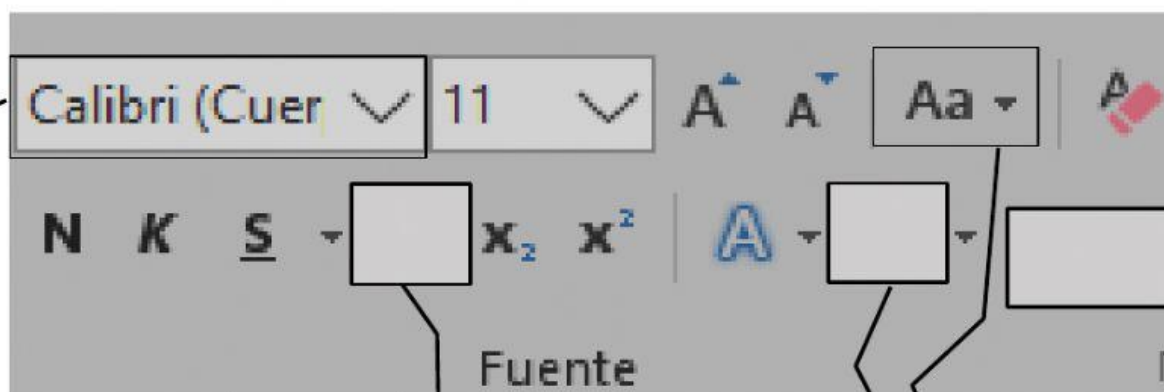 Calibri (Cuer 11 A A Aa A
N K S x₂ x² A
Fuente